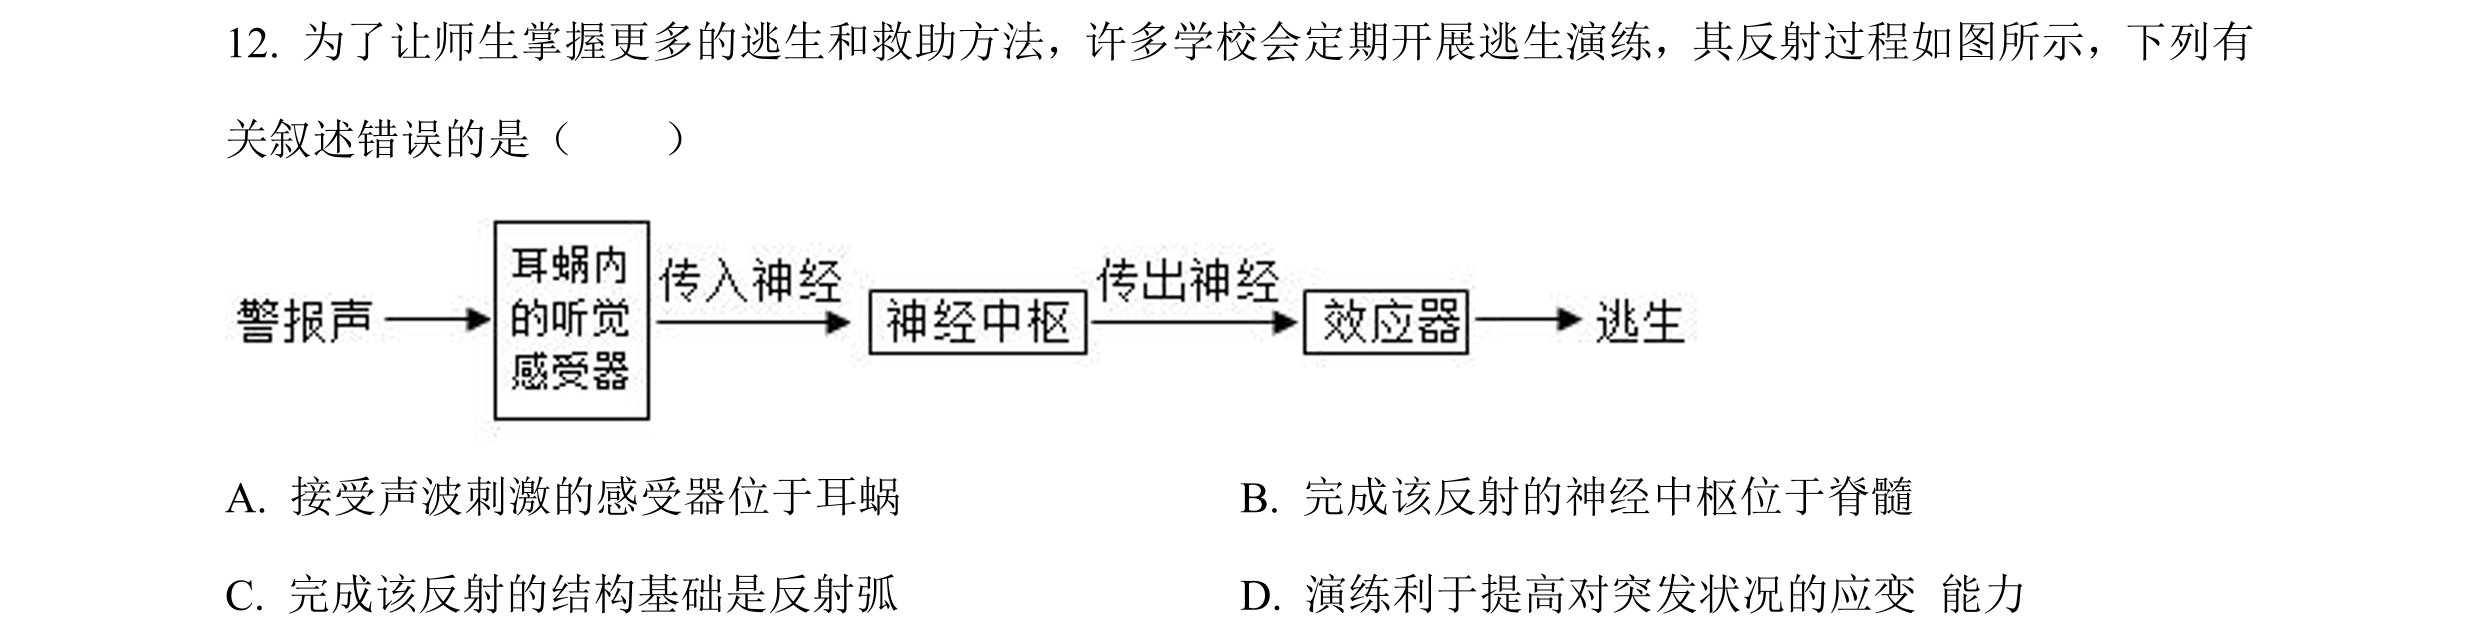 12. 为了让师生掌握更多的逃生和救助方法，许多学校会定期开展逃生演练，其反射过程如图所示，下列有
关叙述错误的是（　　）
警报声
耳蜗内
的听觉
感受器
传入神经
神经中枢
传出神经
效应器
逃生
A. 接受声波刺激的感受器位于耳蜗
B. 完成该反射的神经中枢位于脊髓
C. 完成该反射的结构基础是反射弧
D. 演练利于提高对突发状况的应变 能力